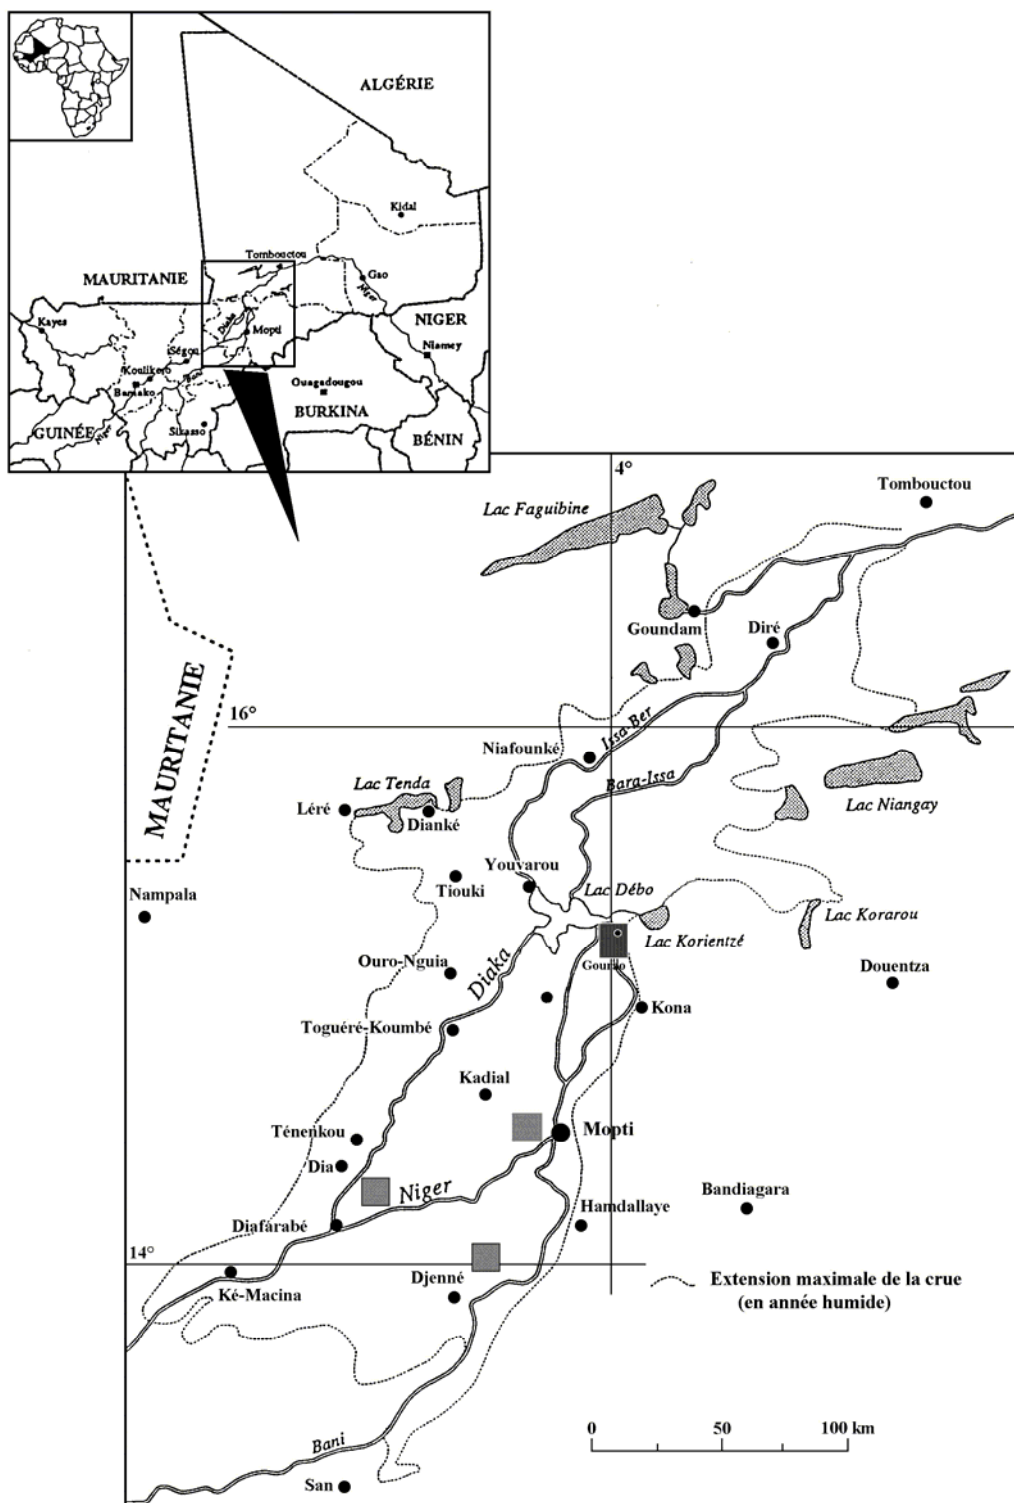 ALGÉRIE
Kidal
Tombouctou
MAURITANIE
Gao
Niger
Diaka
Kayes
NIGER
Mopti
Ségou
Niamey
Koulikoro
Bani
Bamako
Ouagadougou
BURKINA
GUINÉE
Niger
Sikasso
BÉNIN
4°
Tombouctou
Lac Faguibine
Goundam
Diré
MAURITANIE
16°
Issa-Ber
Niafounké
Bara-Issa
Lac Tenda
Léré
Dianké
Lac Niangay
Youvarou
Tiouki
Lac Débo
Nampala
Lac Korarou
Lac Korientzé
Ouro-Nguia
Diaka
Gourao
Douentza
Kona
Toguéré-Koumbé
Kadial
Ténenkou
Mopti
Dia
Niger
Bandiagara
Hamdallaye
Diafarabé
14°
Djenné
Ké-Macina
Extension maximale de la crue
(en année humide)
0 50 100 km
Bani
San